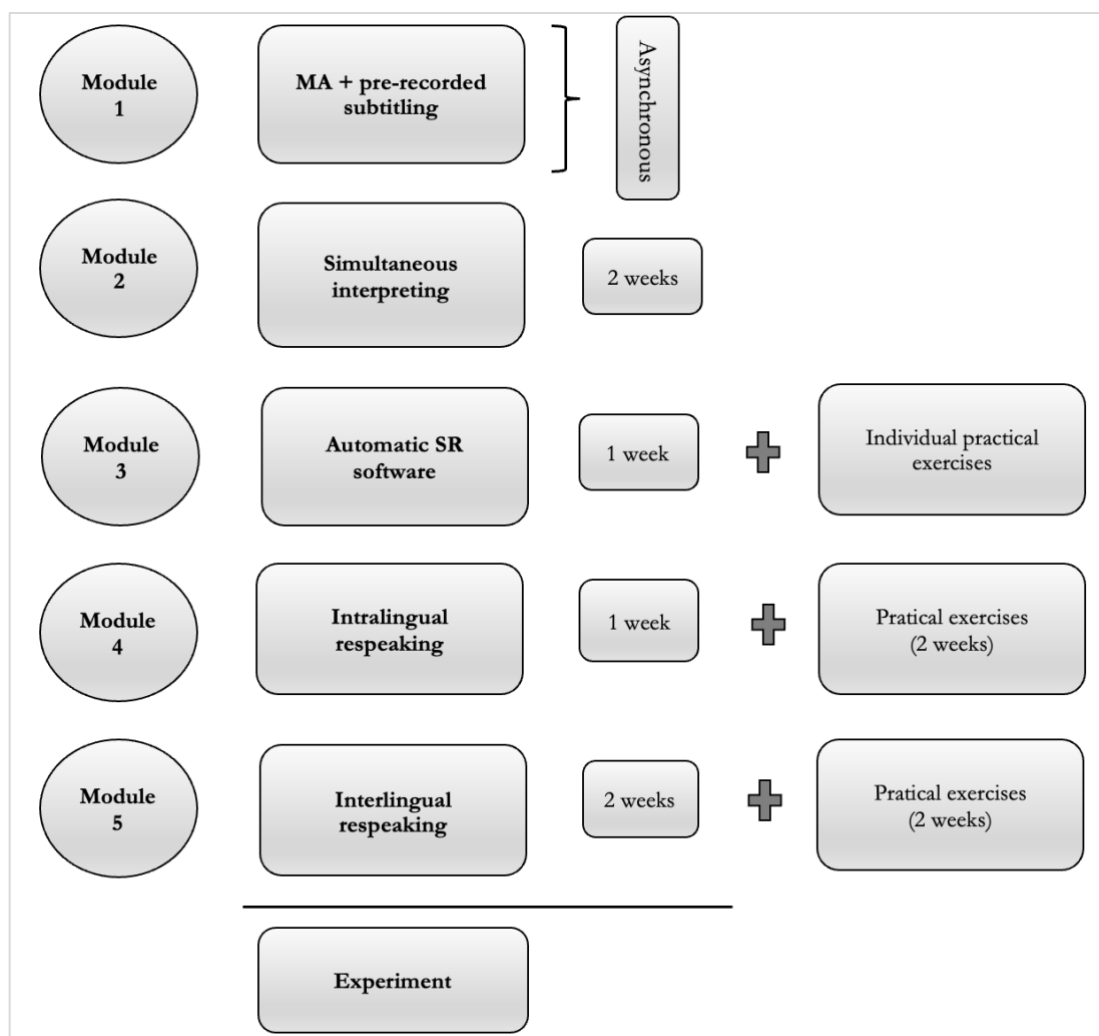 Module
1
MA + pre-recorded
subtitling
Asynchronous
Module
2
Simultaneous
interpreting
2 weeks
Module
3
Automatic SR
software
1 week
Individual practical
exercises
Module
4
Intralingual
respeaking
1 week
Pratical exercises
(2 weeks)
Module
5
Interlingual
respeaking
2 weeks
Pratical exercises
(2 weeks)
Experiment